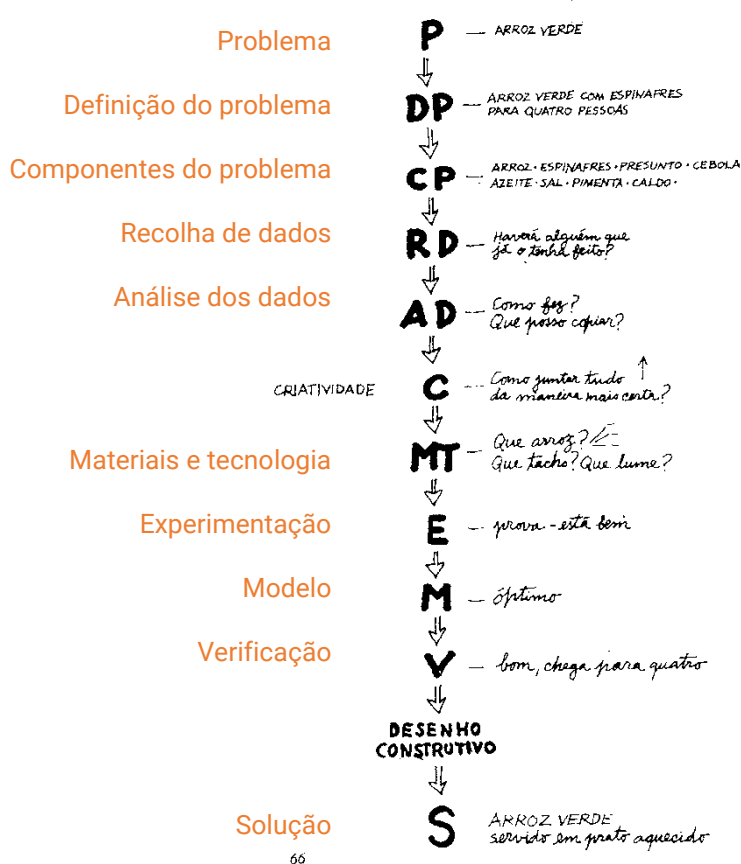 Problema P — ARROZ VERDE
Definição do problema DP — ARROZ VERDE COM ESPINAFRES
PARA QUATRO PESSOAS
Componentes do problema CP — ARROZ · ESPINAFRES · PRESUNTO · CEBOLA
AZEITE · SAL · PIMENTA · CALDO ·
Recolha de dados RD — Haverá alguém que
já o tenha feito?
Análise dos dados AD — Como fez?
Que posso copiar?
CRIATIVIDADE C — Como juntar tudo
da maneira mais certa?
Materiais e tecnologia MT — Que arroz?
Que tacho? Que lume?
Experimentação E — prova - está bem
Modelo M — óptimo
Verificação V — bom, chega para quatro
DESENHO
CONSTRUTIVO
Solução S ARROZ VERDE
servido em prato aquecido
66